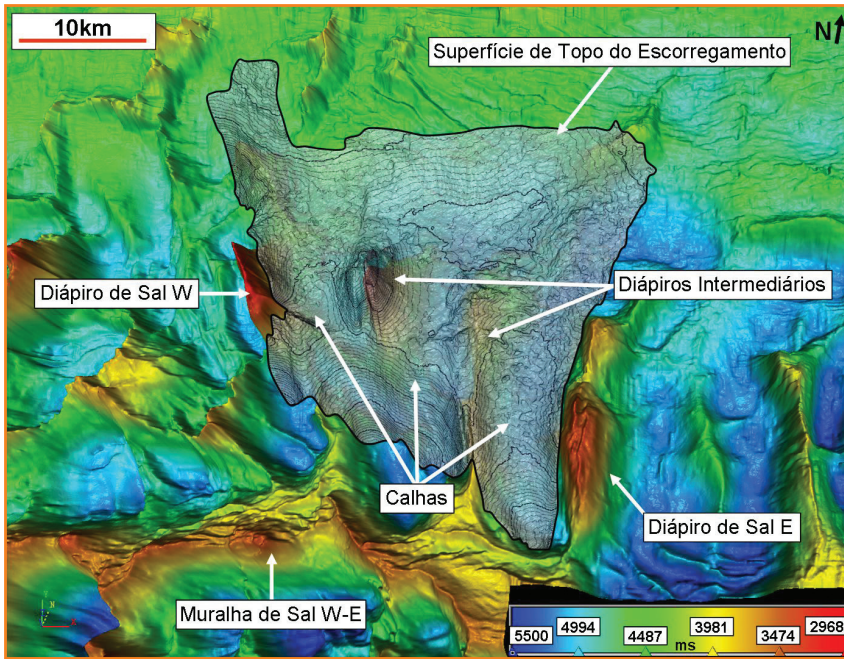 10km
N
Superfície de Topo do Escorregamento
Diápiro de Sal W
Diápiros Intermediários
Calhas
Diápiro de Sal E
Muralha de Sal W-E
5500 4994 4487 3981 3474 2968
ms